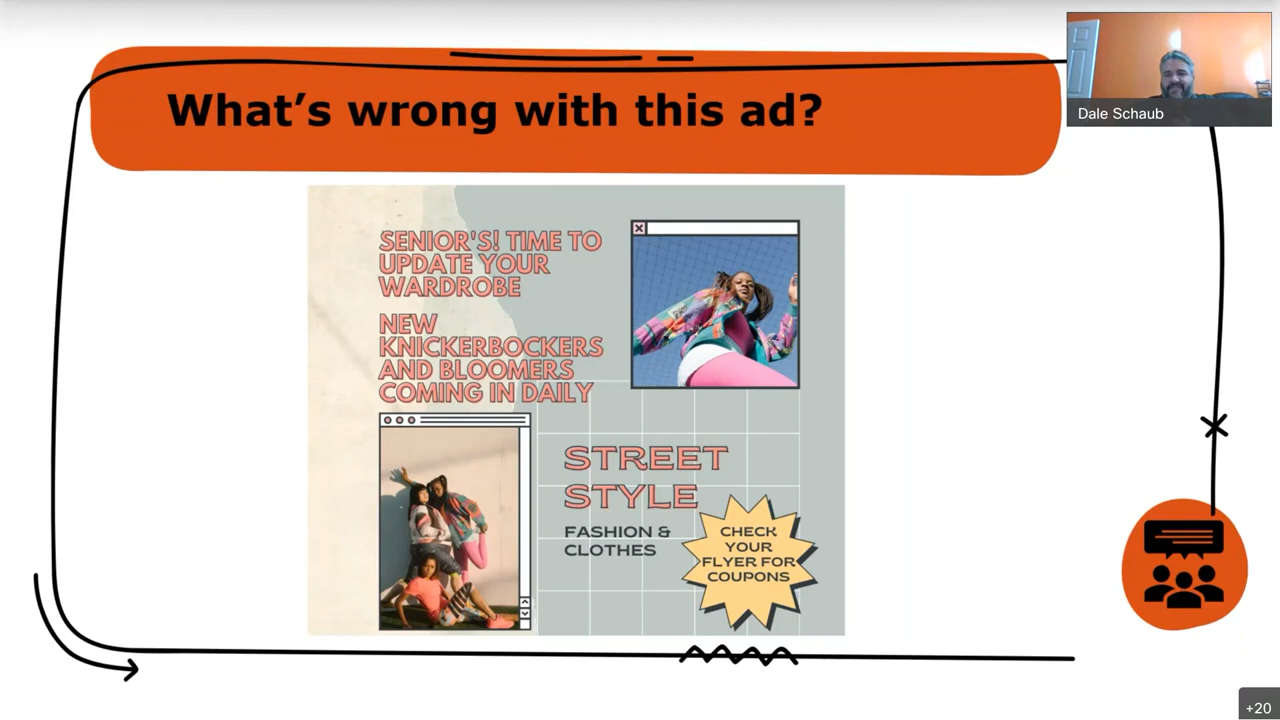 What's wrong with this ad?
Dale Schaub
SENIOR'S! TIME TO
UPDATE YOUR
WARDROBE
NEW
KNICKERBOCKERS
AND BLOOMERS
COMING IN DAILY
STREET
STYLE
FASHION &
CLOTHES
CHECK
YOUR
FLYER FOR
COUPONS
+20